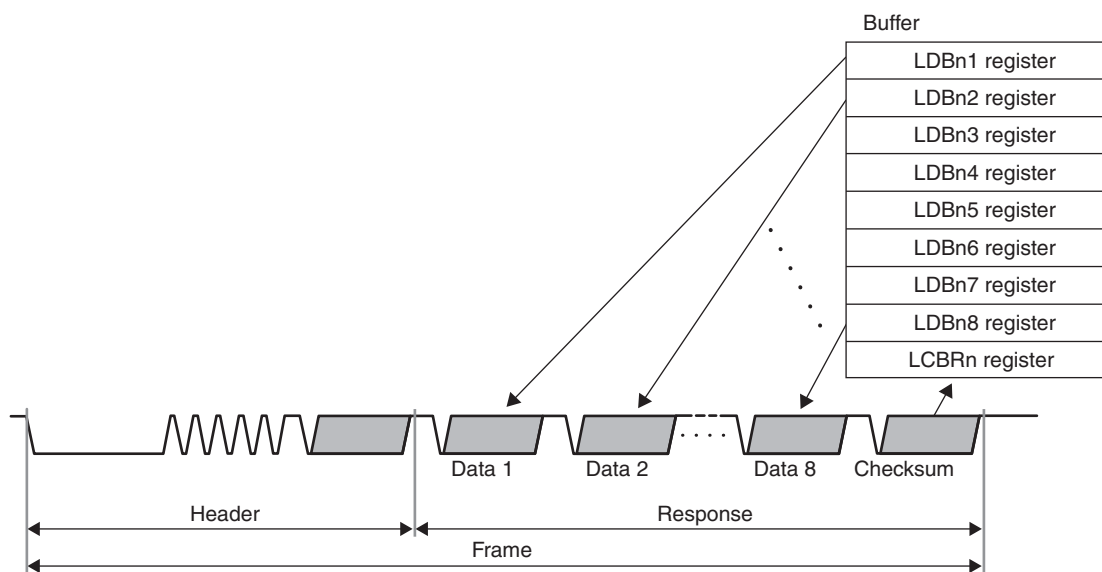 Buffer
LDBn1 register
LDBn2 register
LDBn3 register
LDBn4 register
LDBn5 register
LDBn6 register
LDBn7 register
LDBn8 register
LCBRn register
Data 1
Data 2
Data 8
Checksum
Header
Response
Frame